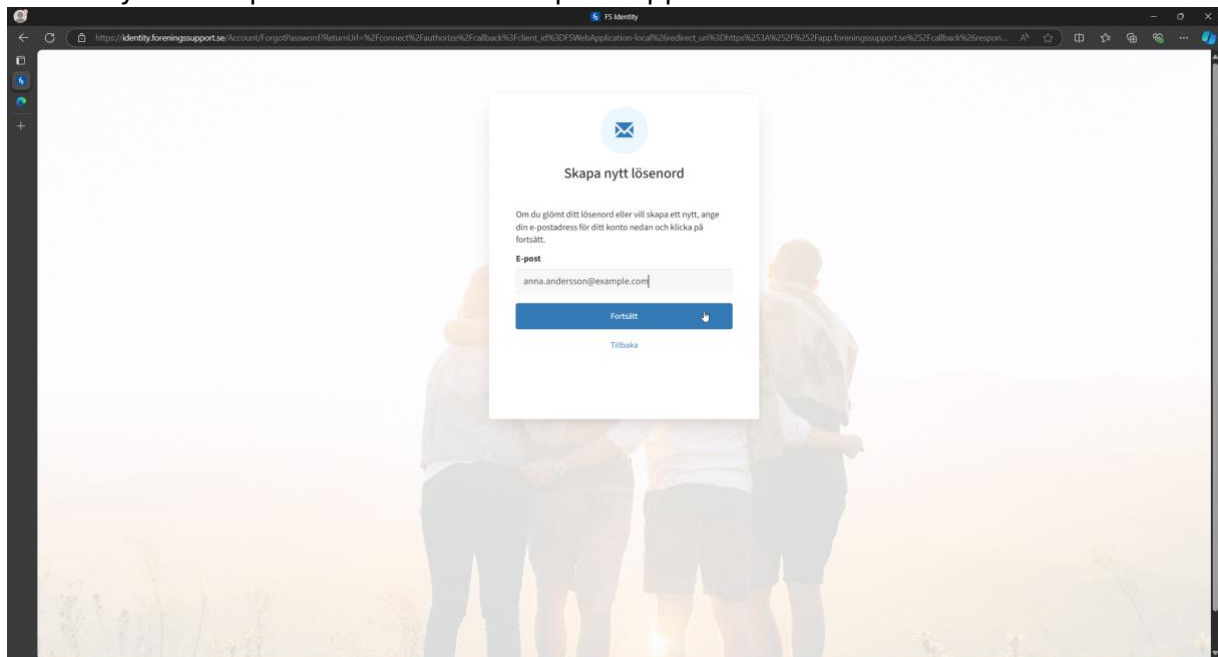 FS Identity
https://identity.foreningssupport.se/Account/ForgotPassword?ReturnUrl=%2Fconnect%2Fauthorize%2Fcallback%3Fclient_id%3DFSWebApplication-local%26redirect_uri%3Dhttps%253A%252F%252Fapp.foreningssupport.se%252Fcallback%26respon...
Skapa nytt lösenord
Om du glömt ditt lösenord eller vill skapa ett nytt, ange
din e-postadress för ditt konto nedan och klicka på
fortsätt.
E-post
anna.andersson@example.com
Fortsätt
Tillbaka